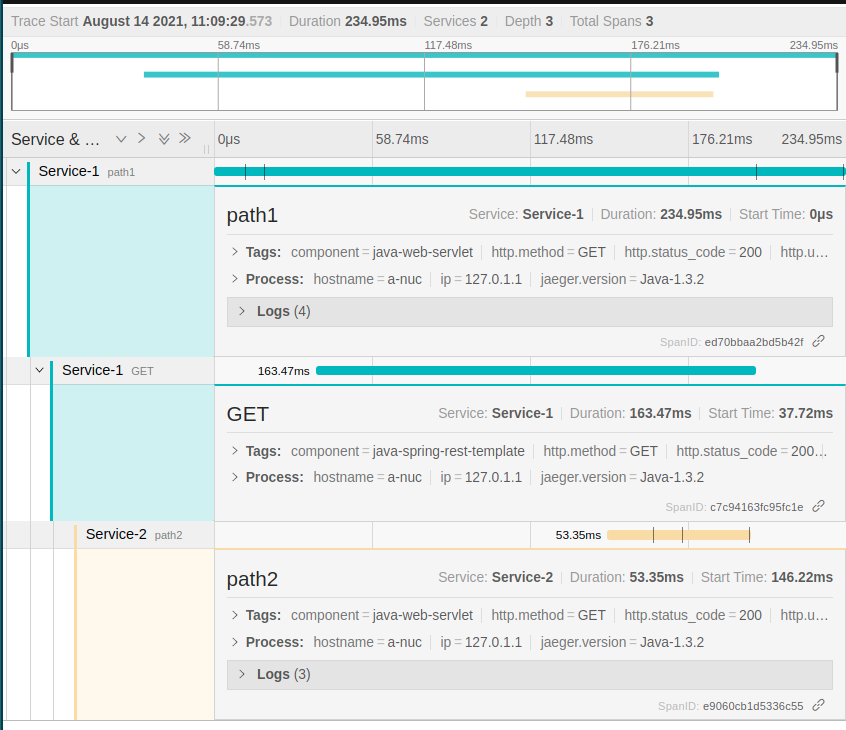 Trace Start August 14 2021, 11:09:29.573 Duration 234.95ms Services 2 Depth 3 Total Spans 3
0μs 58.74ms 117.48ms 176.21ms 234.95ms
Service & ... 0μs 58.74ms 117.48ms 176.21ms 234.95ms
Service-1 path1
path1 Service: Service-1 Duration: 234.95ms Start Time: 0μs
Tags: component = java-web-servlet http.method = GET http.status_code = 200 http.u...
Process: hostname = a-nuc ip = 127.0.1.1 jaeger.version = Java-1.3.2
Logs (4)
SpanID: ed70bbaa2bd5b42f
Service-1 GET 163.47ms
GET Service: Service-1 Duration: 163.47ms Start Time: 37.72ms
Tags: component = java-spring-rest-template http.method = GET http.status_code = 200...
Process: hostname = a-nuc ip = 127.0.1.1 jaeger.version = Java-1.3.2
SpanID: c7c94163fc95fc1e
Service-2 path2 53.35ms
path2 Service: Service-2 Duration: 53.35ms Start Time: 146.22ms
Tags: component = java-web-servlet http.method = GET http.status_code = 200 http.u...
Process: hostname = a-nuc ip = 127.0.1.1 jaeger.version = Java-1.3.2
Logs (3)
SpanID: e9060cb1d5336c55